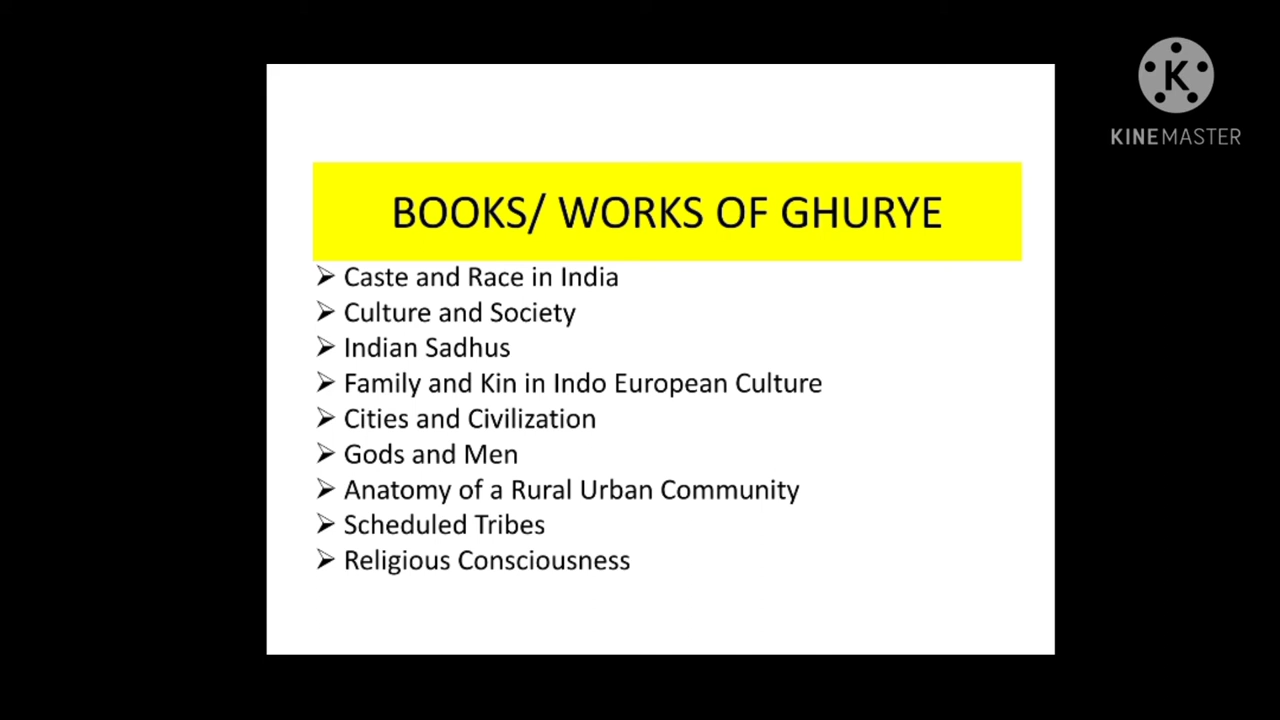 K
KINEMASTER
BOOKS/ WORKS OF GHURYE
➢ Caste and Race in India
➢ Culture and Society
➢ Indian Sadhus
➢ Family and Kin in Indo European Culture
➢ Cities and Civilization
➢ Gods and Men
➢ Anatomy of a Rural Urban Community
➢ Scheduled Tribes
➢ Religious Consciousness